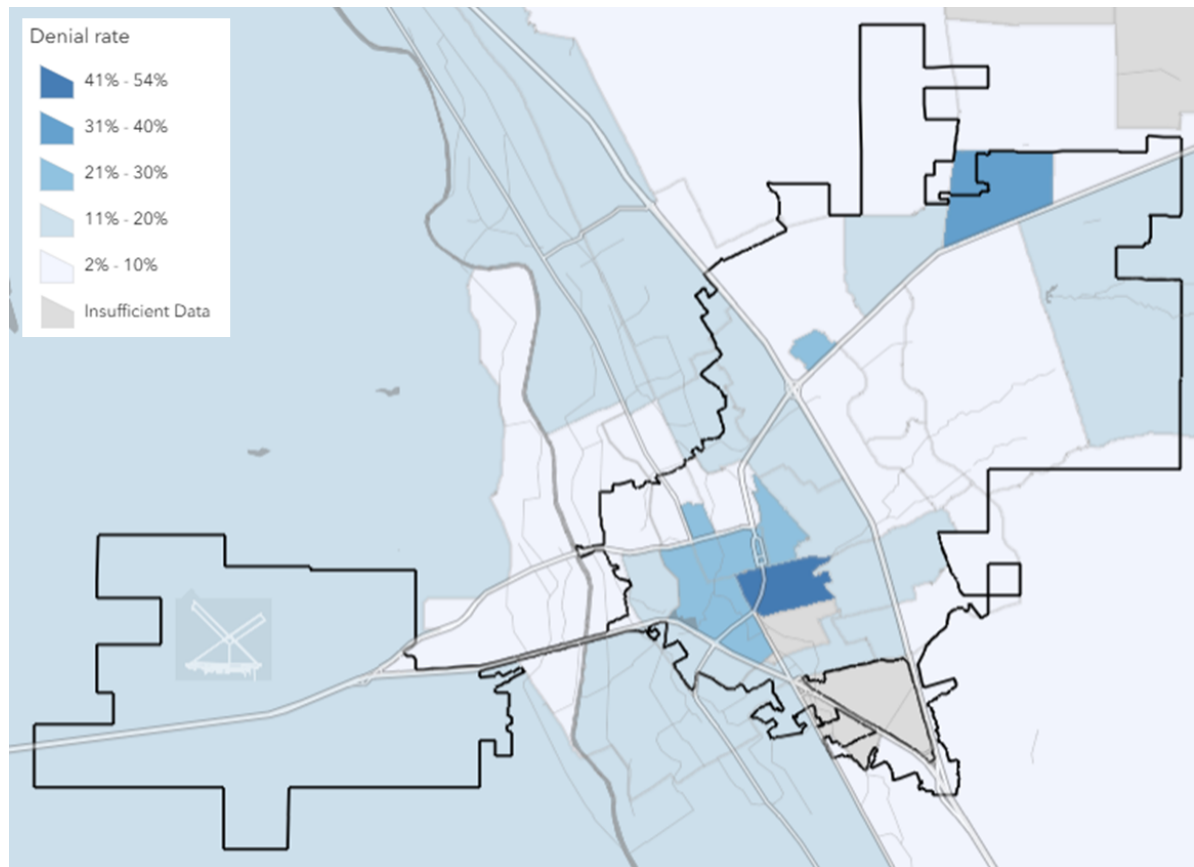 Denial rate
41% - 54%
31% - 40%
21% - 30%
11% - 20%
2% - 10%
Insufficient Data